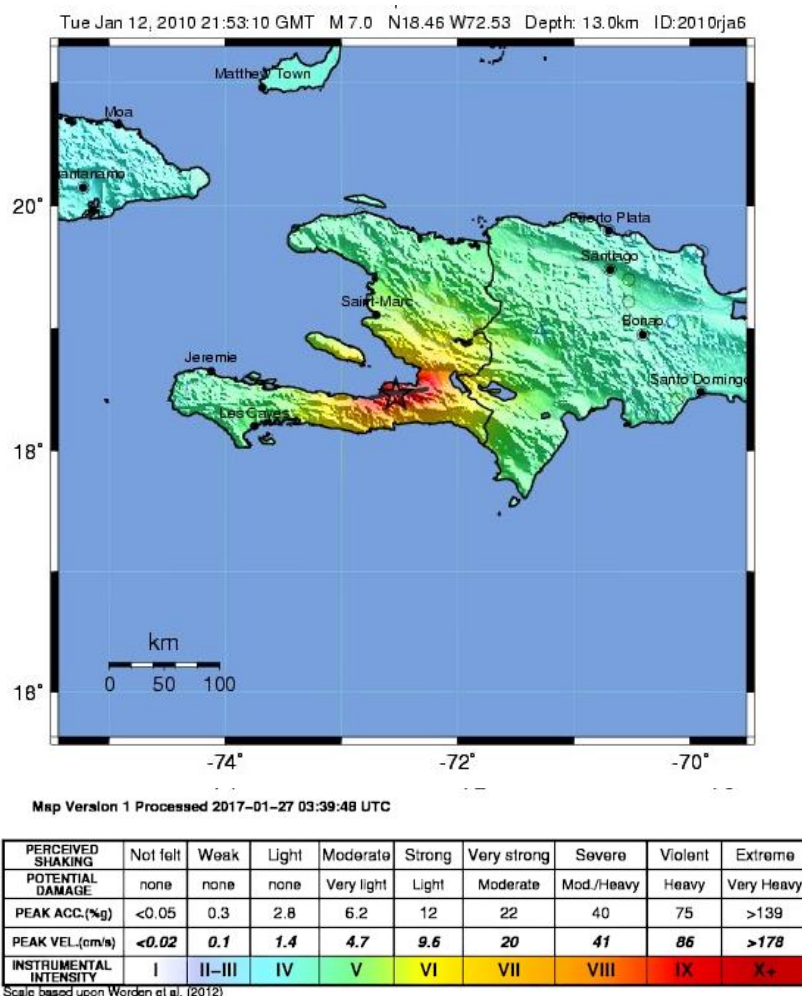 Tue Jan 12, 2010 21:53:10 GMT M 7.0 N18.46 W72.53 Depth: 13.0km ID:2010rja6
Matthew Town
Moa
antanamo
20°
Puerto Plata
Santiago
Saint-Marc
Bonao
Jeremie
Santo Domingo
Les Cayes
18°
km
0 50 100
18°
-74° -72° -70°
Map Version 1 Processed 2017-01-27 03:39:48 UTC
PERCEIVED SHAKING Not felt Weak Light Moderate Strong Very strong Severe Violent Extreme
POTENTIAL DAMAGE none none none Very light Light Moderate Mod./Heavy Heavy Very Heavy
PEAK ACC.(%g) <0.05 0.3 2.8 6.2 12 22 40 75 >139
PEAK VEL.(cm/s) <0.02 0.1 1.4 4.7 9.6 20 41 86 >178
INSTRUMENTAL INTENSITY I II-III IV V VI VII VIII IX X+
Scale based upon Worden et al. (2012)